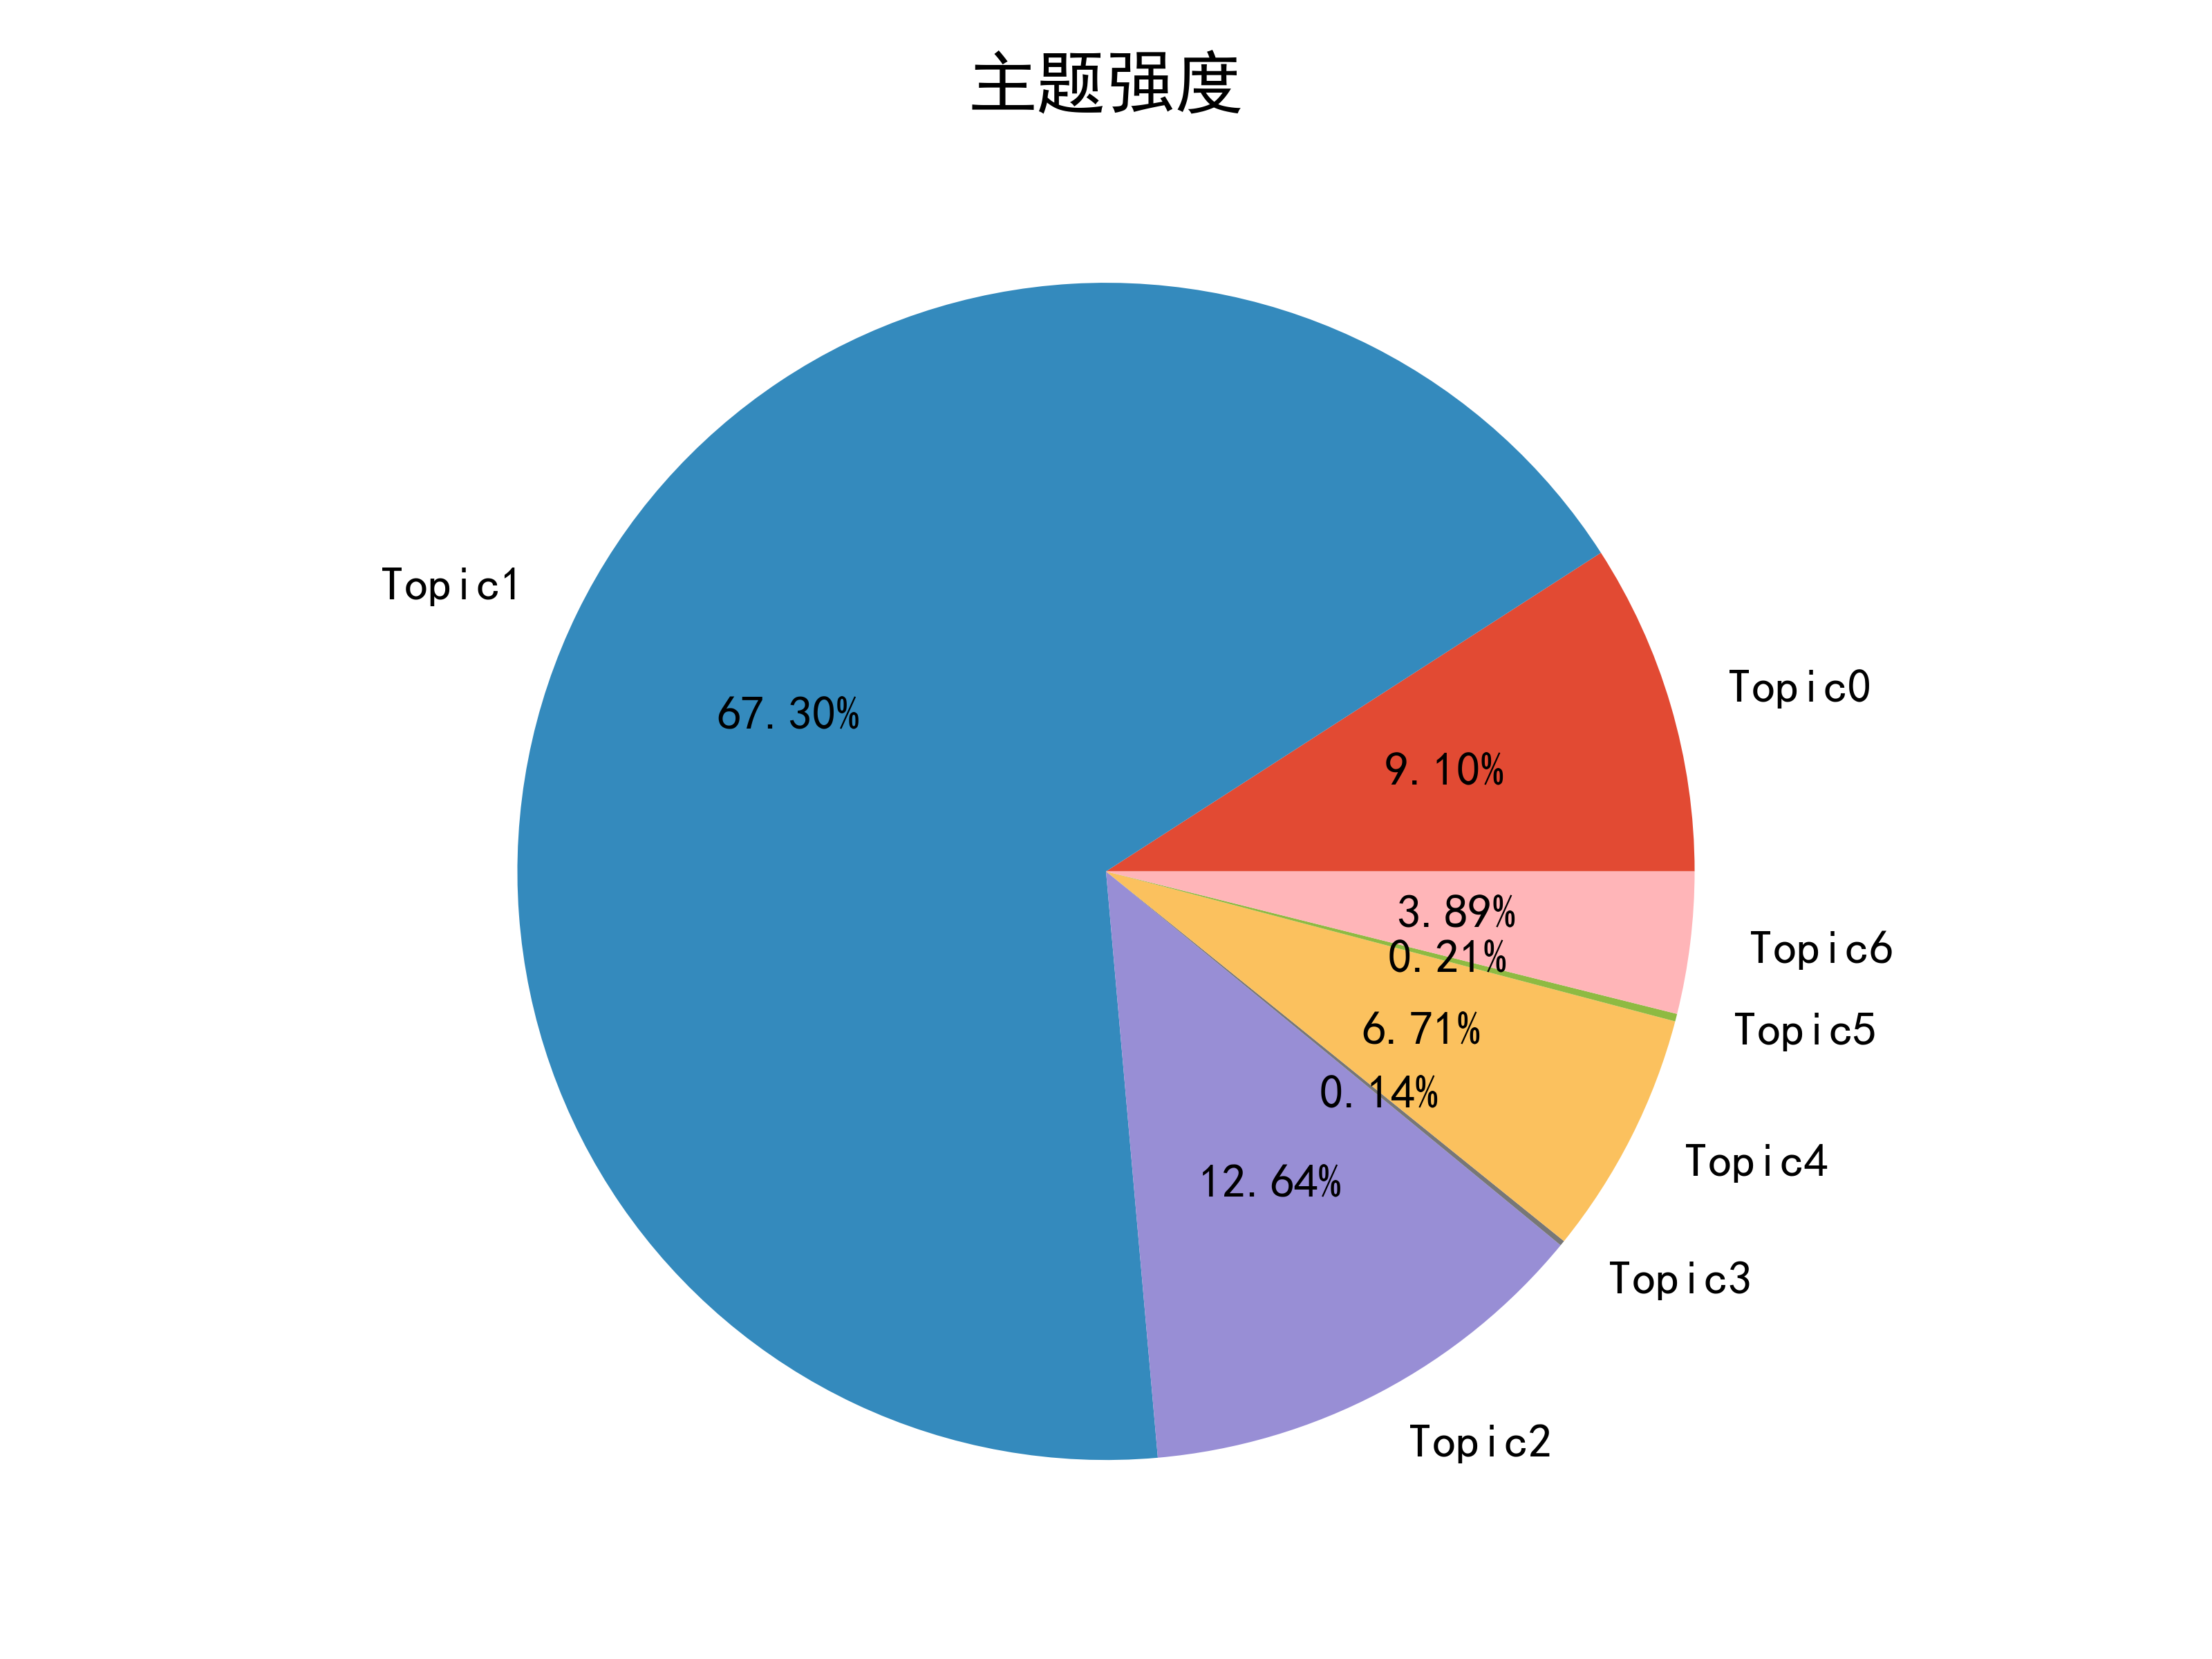 主题强度
Topic1
Topic0
67.30%
9.10%
3.89%
Topic6
0.21%
Topic5
6.71%
0.14%
Topic4
12.64%
Topic3
Topic2